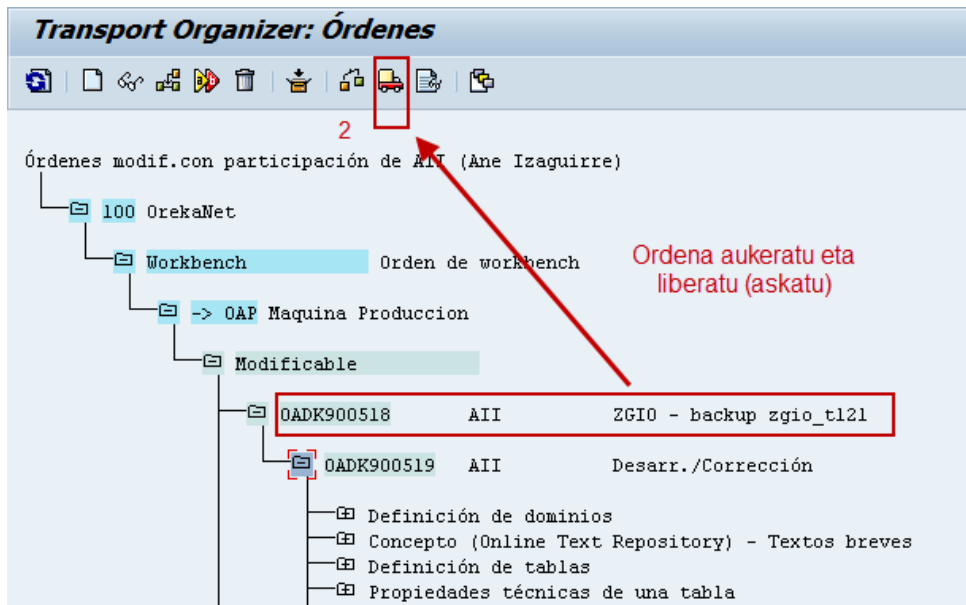 Transport Organizer: Órdenes
2
Órdenes modif.con participación de AII (Ane Izaguirre)
100 OrekaNet
Workbench Orden de workbench
Ordena aukeratu eta
liberatu (askatu)
-> OAP Maquina Produccion
Modificable
OADK900518 AII ZGIO - backup zgio_tl2l
OADK900519 AII Desarr./Corrección
Definición de dominios
Concepto (Online Text Repository) - Textos breves
Definición de tablas
Propiedades técnicas de una tabla